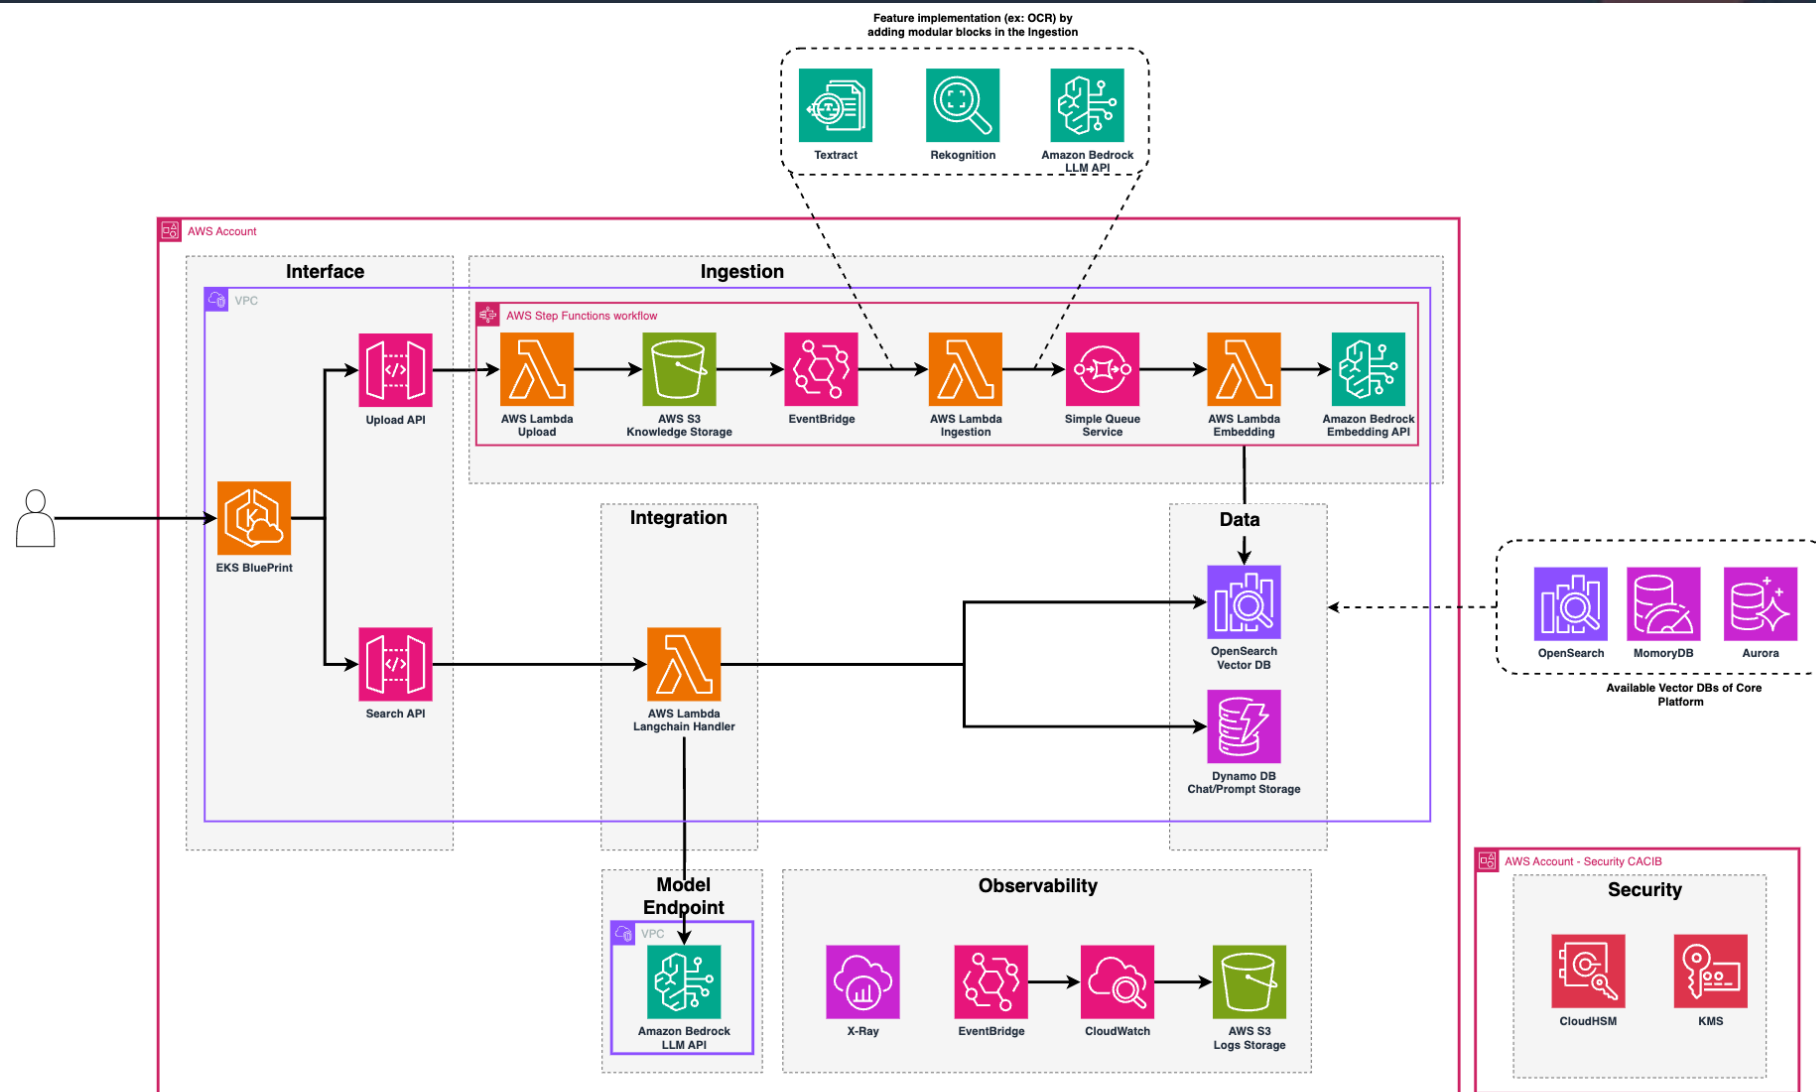 Feature implementation (ex: OCR) by
adding modular blocks in the Ingestion
Textract
Rekognition
Amazon Bedrock
LLM API
AWS Account
Interface
Ingestion
VPC
AWS Step Functions workflow
Upload API
AWS Lambda
Upload
AWS S3
Knowledge Storage
EventBridge
AWS Lambda
Ingestion
Simple Queue
Service
AWS Lambda
Embedding
Amazon Bedrock
Embedding API
Integration
Data
EKS BluePrint
OpenSearch
Vector DB
OpenSearch
MomoryDB
Aurora
Available Vector DBs of Core
Platform
Search API
AWS Lambda
Langchain Handler
Dynamo DB
Chat/Prompt Storage
Model
Endpoint
VPC
Amazon Bedrock
LLM API
Observability
X-Ray
EventBridge
CloudWatch
AWS S3
Logs Storage
AWS Account - Security CACIB
Security
CloudHSM
KMS